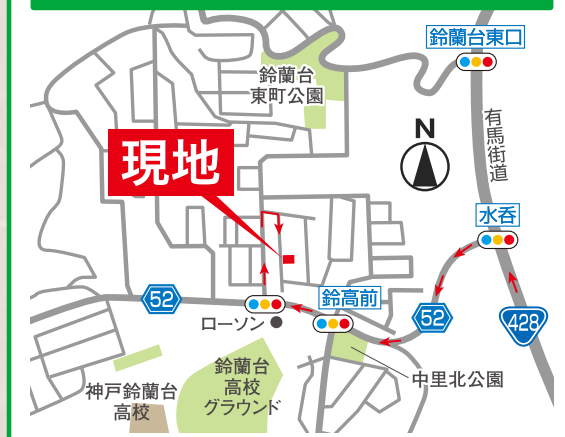 鈴蘭台東口
鈴蘭台
東町公園
有馬街道
N
現地
水呑
52
鈴高前
52
428
ローソン
鈴蘭台
高校
グラウンド
中里北公園
神戸鈴蘭台
高校